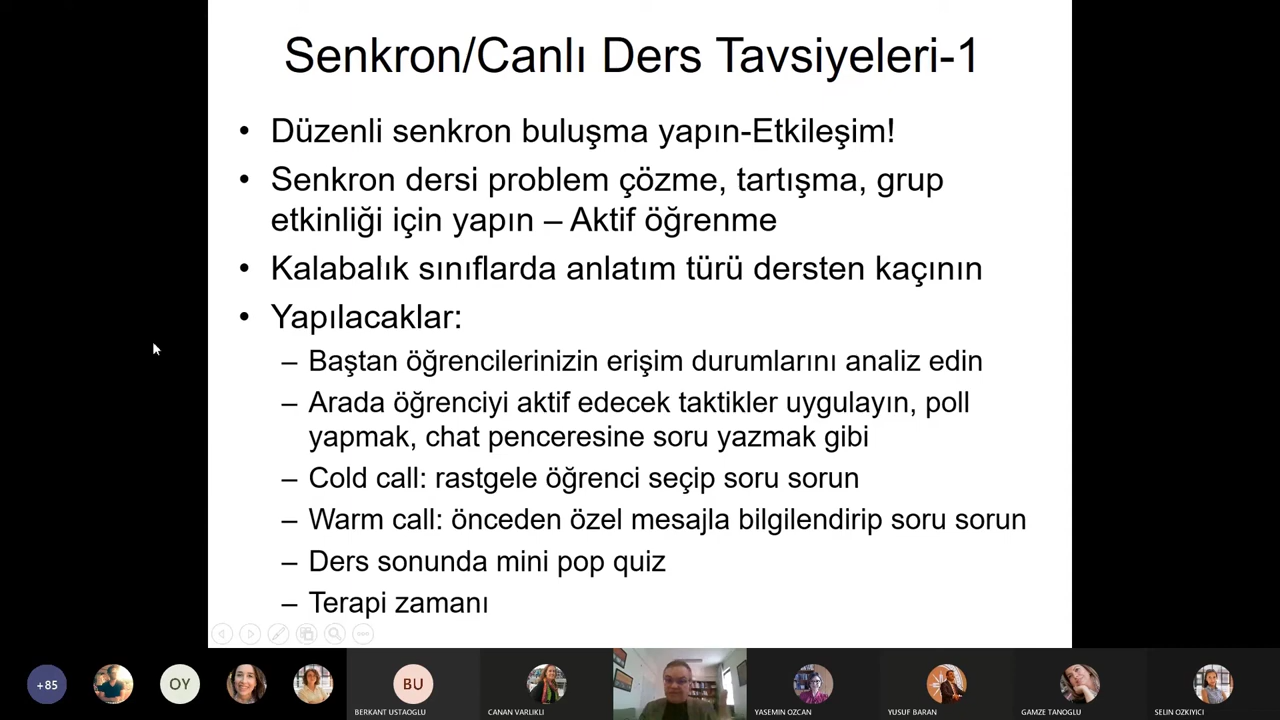 Senkron/Canlı Ders Tavsiyeleri-1
• Düzenli senkron buluşma yapın-Etkileşim!
• Senkron dersi problem çözme, tartışma, grup
etkinliği için yapın – Aktif öğrenme
• Kalabalık sınıflarda anlatım türü dersten kaçının
• Yapılacaklar:
– Baştan öğrencilerinizin erişim durumlarını analiz edin
– Arada öğrenciyi aktif edecek taktikler uygulayın, poll
yapmak, chat penceresine soru yazmak gibi
– Cold call: rastgele öğrenci seçip soru sorun
– Warm call: önceden özel mesajla bilgilendirip soru sorun
– Ders sonunda mini pop quiz
– Terapi zamanı
+85
OY
BU
BERKANT USTAOGLU
CANAN VARLIKLI
YASEMIN OZCAN
YUSUF BARAN
GAMZE TANOGLU
SELIN OZKIYICI